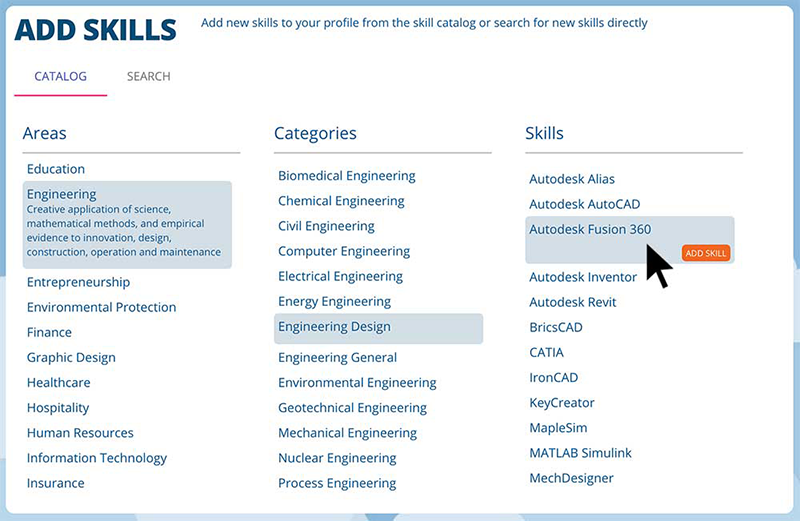 ADD SKILLS
Add new skills to your profile from the skill catalog or search for new skills directly
CATALOG
SEARCH
Areas
Education
Engineering
Creative application of science,
mathematical methods, and empirical
evidence to innovation, design,
construction, operation and maintenance
Entrepreneurship
Environmental Protection
Finance
Graphic Design
Healthcare
Hospitality
Human Resources
Information Technology
Insurance
Categories
Biomedical Engineering
Chemical Engineering
Civil Engineering
Computer Engineering
Electrical Engineering
Energy Engineering
Engineering Design
Engineering General
Environmental Engineering
Geotechnical Engineering
Mechanical Engineering
Nuclear Engineering
Process Engineering
Skills
Autodesk Alias
Autodesk AutoCAD
Autodesk Fusion 360
ADD SKILL
Autodesk Inventor
Autodesk Revit
BricsCAD
CATIA
IronCAD
KeyCreator
MapleSim
MATLAB Simulink
MechDesigner